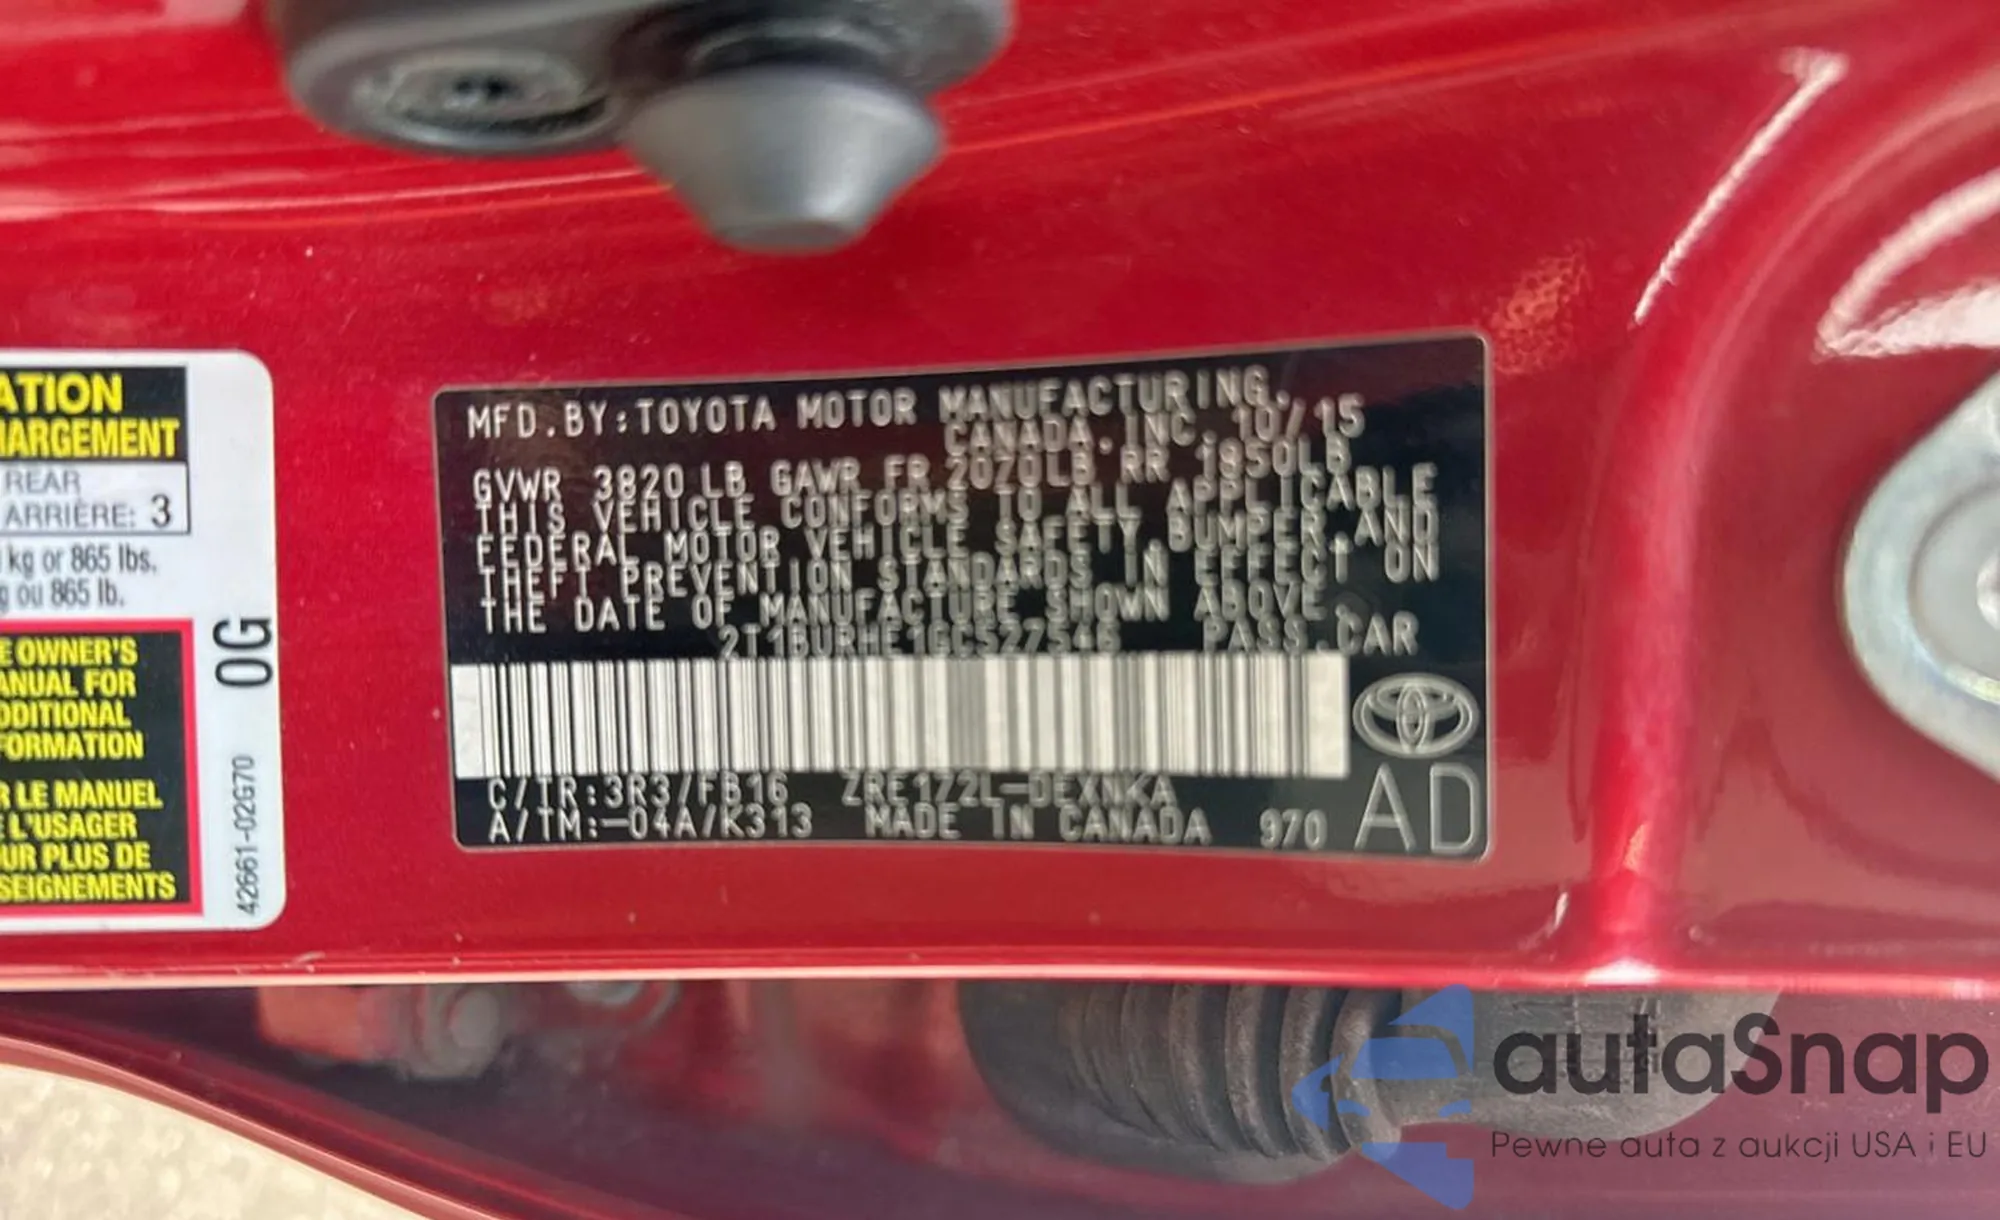 ATION
HARGEMENT
REAR
ARRIÈRE: 3
kg or 865 lbs.
g ou 865 lb.
E OWNER'S
ANUAL FOR
DDITIONAL
FORMATION
R LE MANUEL
E L'USAGER
UR PLUS DE
SEIGNEMENTS
42661-02G70
0G
MFD.BY:TOYOTA MOTOR MANUFACTURING,
CANADA.INC. 10/15
GVWR 3820 LB GAWR FR 2070LB RR 1950LB
THIS VEHICLE CONFORMS TO ALL APPLICABLE
FEDERAL MOTOR VEHICLE SAFETY,BUMPER,AND
THEFT PREVENTION STANDARDS IN EFFECT ON
THE DATE OF MANUFACTURE SHOWN ABOVE.
2T1BURHE1GC527546 PASS.CAR
C/TR:3R3/FB16 ZRE172L-DEXNKA
A/TM:-04A/K313 MADE IN CANADA 970
AD
autaSnap
Pewne auta z aukcji USA i EU